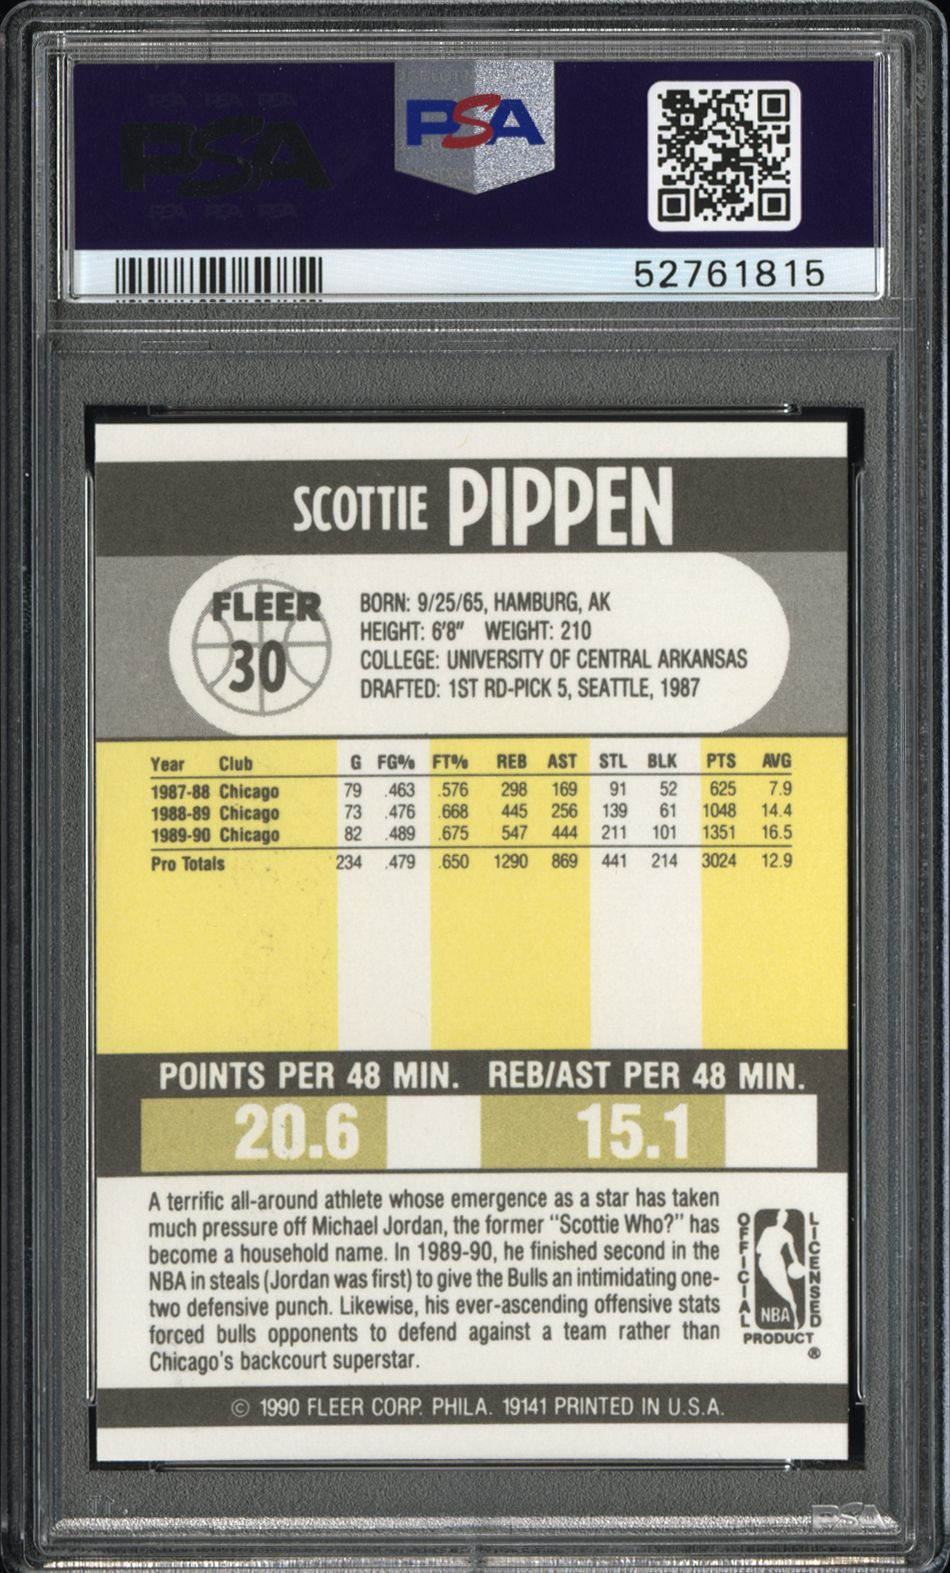 PSA
PSA
52761815
SCOTTIE PIPPEN
FLEER
30
BORN: 9/25/65, HAMBURG, AK
HEIGHT: 6'8" WEIGHT: 210
COLLEGE: UNIVERSITY OF CENTRAL ARKANSAS
DRAFTED: 1ST RD-PICK 5, SEATTLE, 1987
Year Club G FG% FT% REB AST STL BLK PTS AVG
1987-88 Chicago 79 .463 .576 298 169 91 52 625 7.9
1988-89 Chicago 73 .476 .668 445 256 139 61 1048 14.4
1989-90 Chicago 82 .489 .675 547 444 211 101 1351 16.5
Pro Totals 234 .479 .650 1290 869 441 214 3024 12.9
POINTS PER 48 MIN. REB/AST PER 48 MIN.
20.6 15.1
A terrific all-around athlete whose emergence as a star has taken
much pressure off Michael Jordan, the former "Scottie Who?" has
become a household name. In 1989-90, he finished second in the
NBA in steals (Jordan was first) to give the Bulls an intimidating one-
two defensive punch. Likewise, his ever-ascending offensive stats
forced bulls opponents to defend against a team rather than
Chicago's backcourt superstar.
OFFICIAL
NBA
LICENSED
PRODUCT
®
© 1990 FLEER CORP. PHILA. 19141 PRINTED IN U.S.A.
PSA